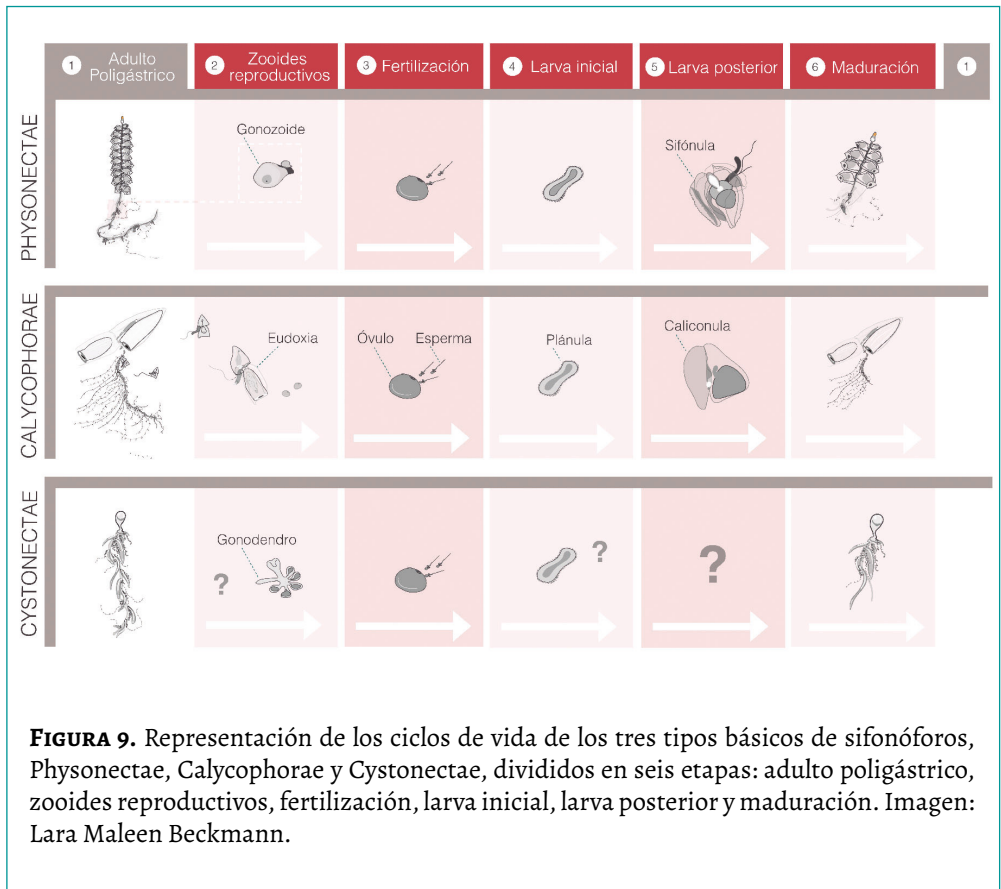 1 Adulto Poligástrico
2 Zooides reproductivos
3 Fertilización
4 Larva inicial
5 Larva posterior
6 Maduración
1
PHYSONECTAE
Gonozoide
Sifónula
CALYCOPHORAE
Eudoxia
Óvulo
Esperma
Plánula
Caliconula
CYSTONECTAE
?
Gonodendro
?
?
FIGURA 9. Representación de los ciclos de vida de los tres tipos básicos de sifonóforos,
Physonectae, Calycophorae y Cystonectae, divididos en seis etapas: adulto poligástrico,
zooides reproductivos, fertilización, larva inicial, larva posterior y maduración. Imagen:
Lara Maleen Beckmann.